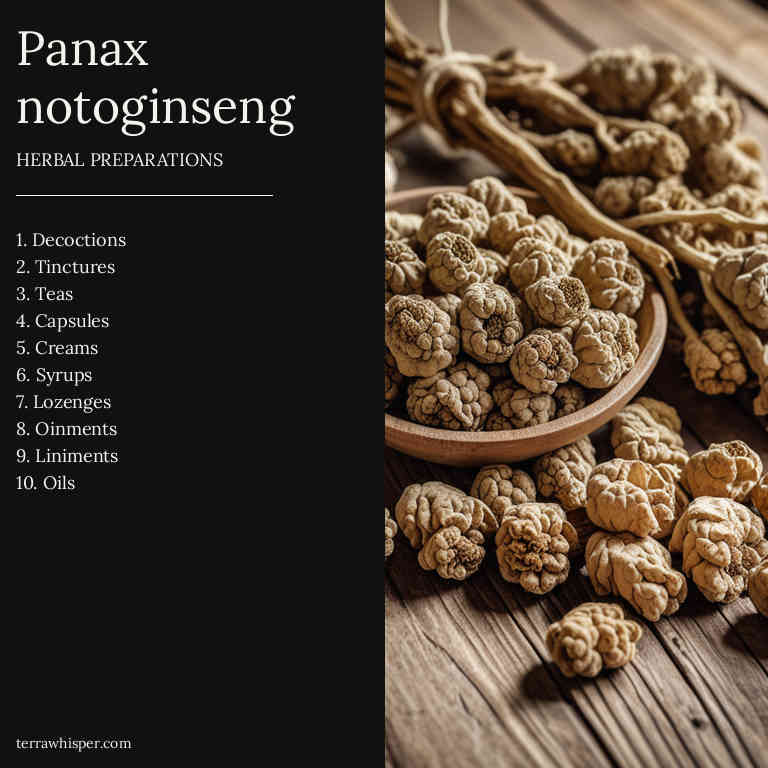 Panax
notoginseng
HERBAL PREPARATIONS
1. Decoctions
2. Tinctures
3. Teas
4. Capsules
5. Creams
6. Syrups
7. Lozenges
8. Oinments
9. Liniments
10. Oils
terrawhisper.com